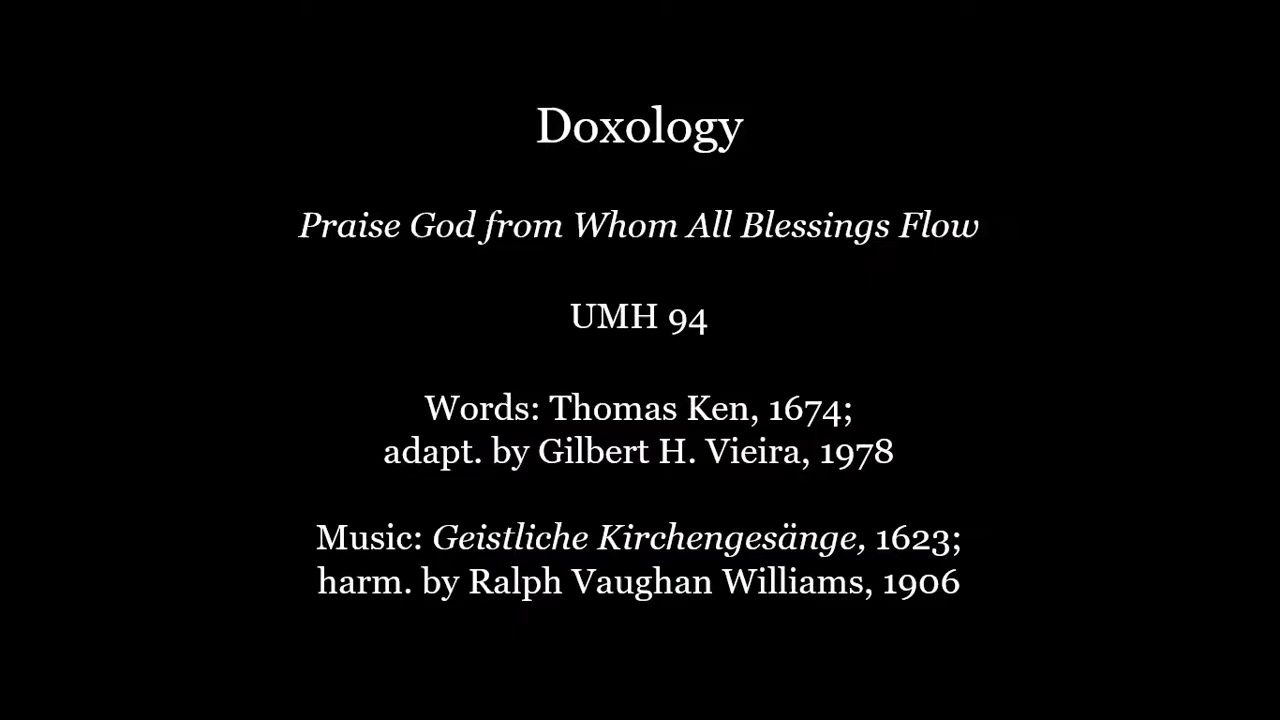 Doxology
Praise God from Whom All Blessings Flow
UMH 94
Words: Thomas Ken, 1674;
adapt. by Gilbert H. Vieira, 1978
Music: Geistliche Kirchengesänge, 1623;
harm. by Ralph Vaughan Williams, 1906